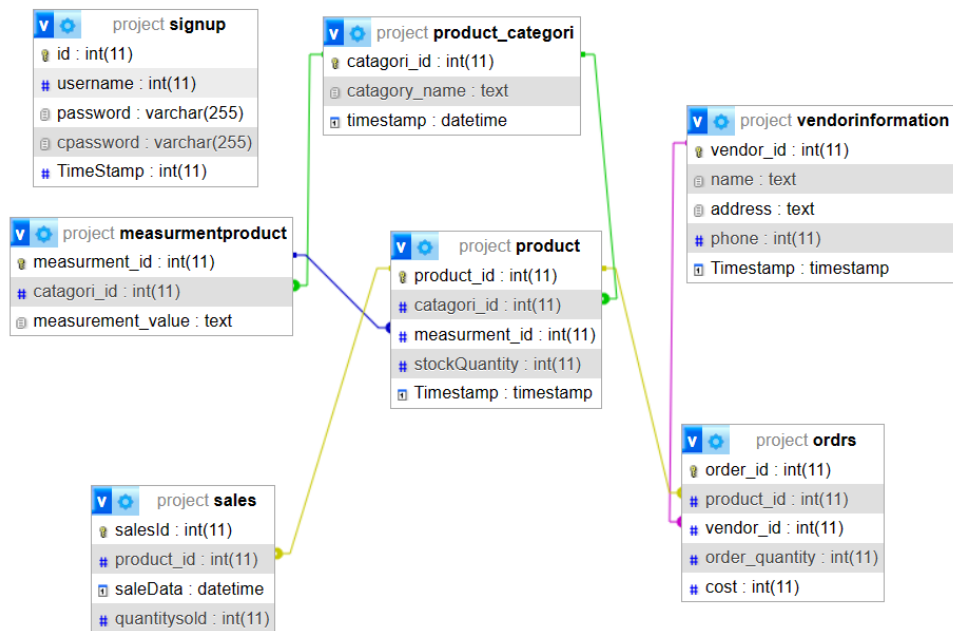 V project signup
id : int(11)
# username : int(11)
password : varchar(255)
cpassword : varchar(255)
# TimeStamp : int(11)
V project product_categori
catagori_id : int(11)
catagory_name : text
timestamp : datetime
V project vendorinformation
vendor_id : int(11)
name : text
address : text
# phone : int(11)
Timestamp : timestamp
V project measurmentproduct
measurment_id : int(11)
# catagori_id : int(11)
measurement_value : text
V project product
product_id : int(11)
# catagori_id : int(11)
# measurment_id : int(11)
# stockQuantity : int(11)
Timestamp : timestamp
V project sales
salesId : int(11)
# product_id : int(11)
saleData : datetime
# quantitysold : int(11)
V project ordrs
order_id : int(11)
# product_id : int(11)
# vendor_id : int(11)
# order_quantity : int(11)
# cost : int(11)